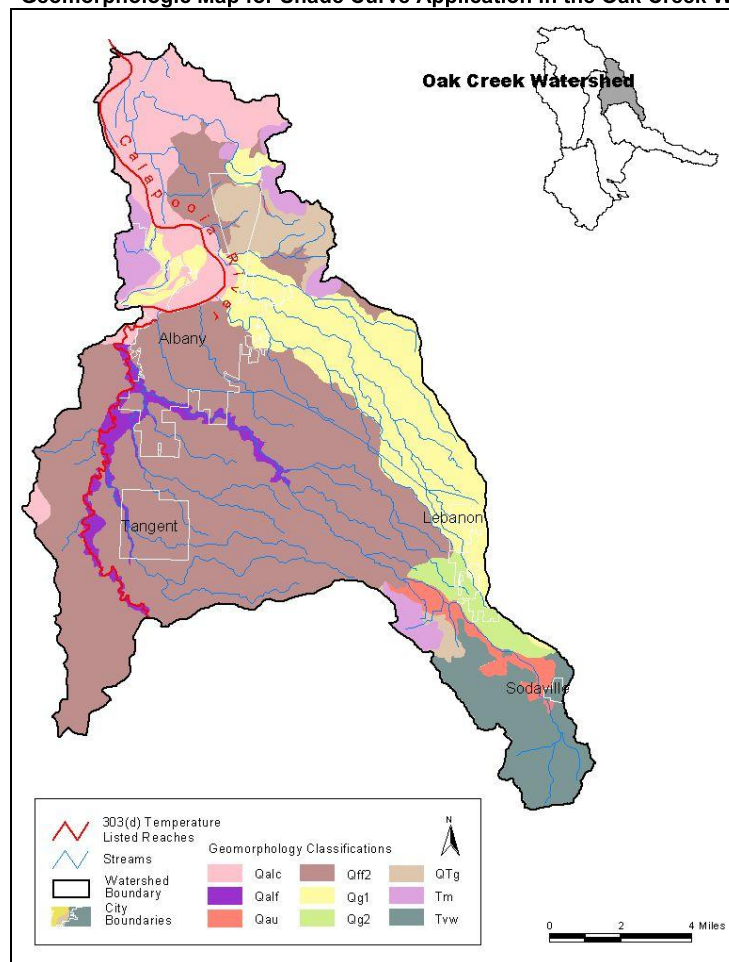 Geomorphologic Map for Shade Curve Application in the Oak Creek W
Oak Creek Watershed
Calapooia River
Albany
Tangent
Lebanon
Sodaville
303(d) Temperature
Listed Reaches
Streams
Watershed
Boundary
City
Boundaries
Geomorphology Classifications
Qalc
Qalf
Qau
Qff2
Qg1
Qg2
QTg
Tm
Tvw
N
0 2 4 Miles